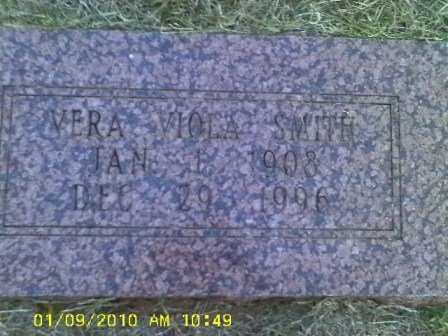 VERA VIOLA SMITH
JAN. 1, 1908
DEC. 29, 1996
01/09/2010 AM 10:49